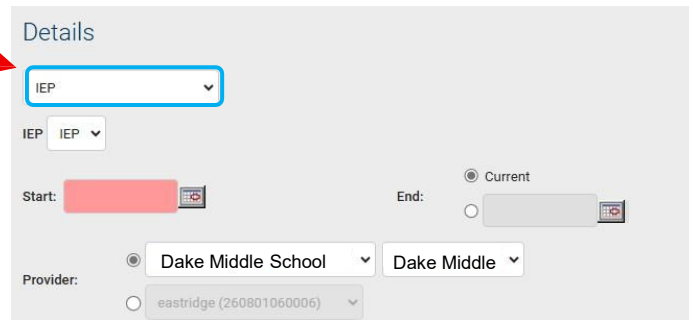 Details
IEP
IEP IEP
Current
Start: End:
Dake Middle School Dake Middle
Provider:
eastridge (260801060006)